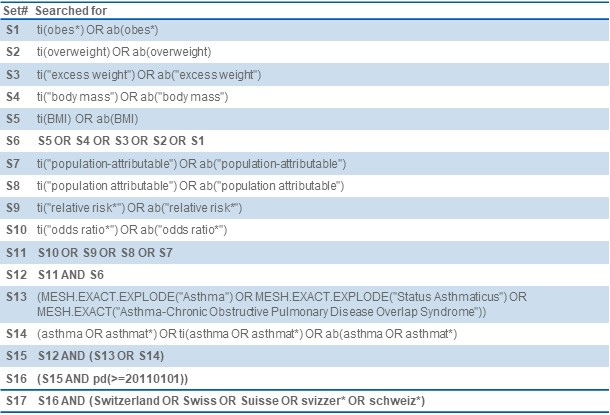 Set# Searched for
S1 ti(obes*) OR ab(obes*)
S2 ti(overweight) OR ab(overweight)
S3 ti("excess weight") OR ab("excess weight")
S4 ti("body mass") OR ab("body mass")
S5 ti(BMI) OR ab(BMI)
S6 S5 OR S4 OR S3 OR S2 OR S1
S7 ti("population-attributable") OR ab("population-attributable")
S8 ti("population attributable") OR ab("population attributable")
S9 ti("relative risk*") OR ab("relative risk*")
S10 ti("odds ratio*") OR ab("odds ratio*")
S11 S10 OR S9 OR S8 OR S7
S12 S11 AND S6
S13 (MESH.EXACT.EXPLODE("Asthma") OR MESH.EXACT.EXPLODE("Status Asthmaticus") OR
MESH.EXACT("Asthma-Chronic Obstructive Pulmonary Disease Overlap Syndrome"))
S14 (asthma OR asthmat*) OR ti(asthma OR asthmat*) OR ab(asthma OR asthmat*)
S15 S12 AND (S13 OR S14)
S16 (S15 AND pd(>=20110101))
S17 S16 AND (Switzerland OR Swiss OR Suisse OR svizzer* OR schweiz*)